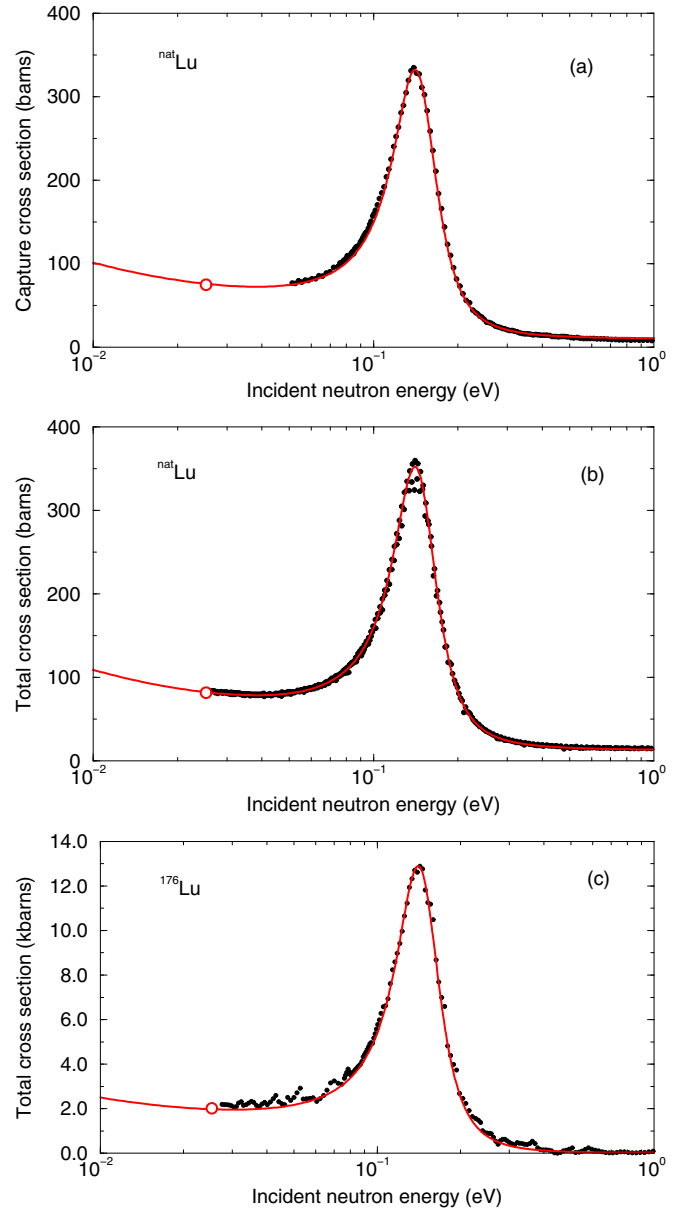 natLu
(a)
400
300
200
100
0
Capture cross section (barns)
10⁻² 10⁻¹ 10⁰
Incident neutron energy (eV)
natLu
(b)
400
300
200
100
0
Total cross section (barns)
10⁻² 10⁻¹ 10⁰
Incident neutron energy (eV)
176Lu
(c)
14.0
12.0
10.0
8.0
6.0
4.0
2.0
0.0
Total cross section (kbarns)
10⁻² 10⁻¹ 10⁰
Incident neutron energy (eV)